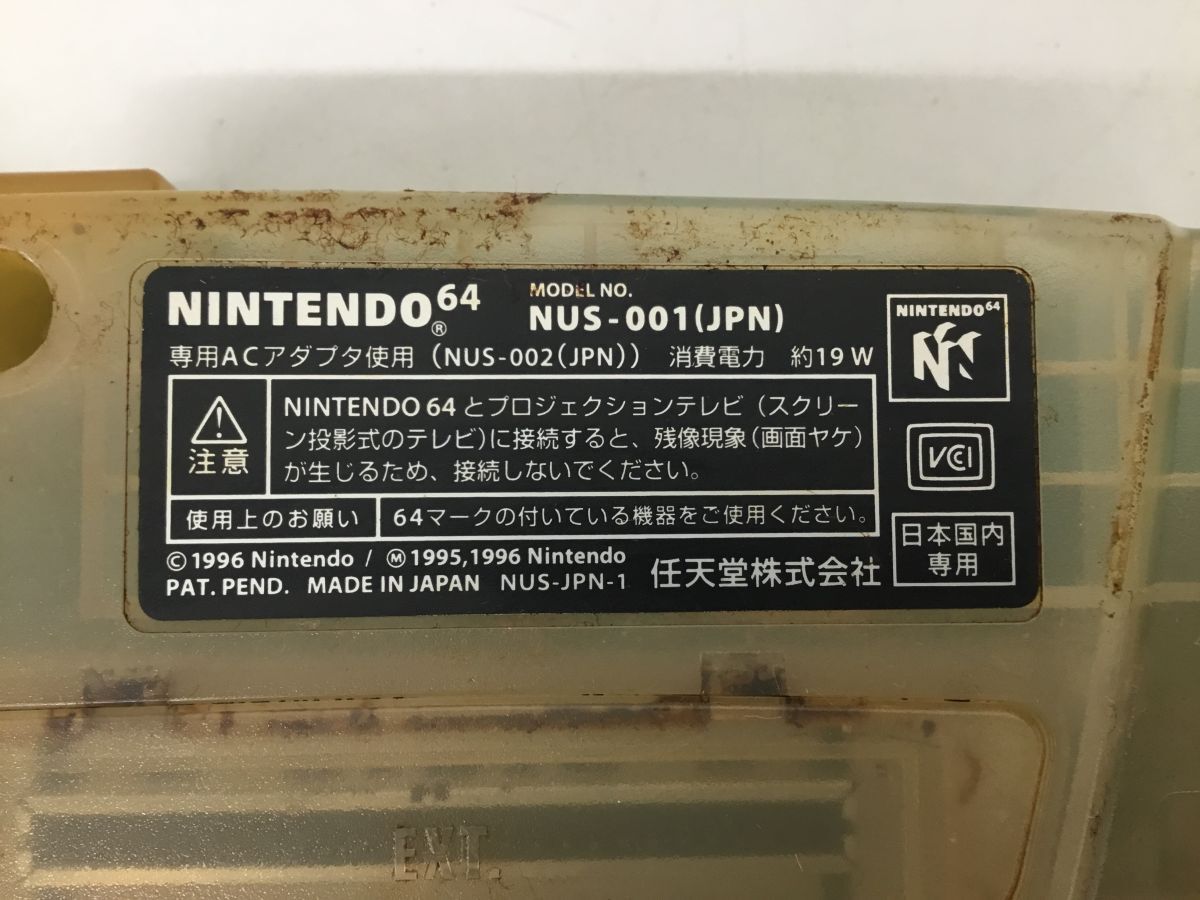 NINTENDO64®
MODEL NO.
NUS-001(JPN)
専用ACアダプタ使用 (NUS-002(JPN)) 消費電力 約19W
NINTENDO64
注意
NINTENDO 64 とプロジェクションテレビ (スクリー
ン投影式のテレビ)に接続すると、残像現象(画面ヤケ)
が生じるため、接続しないでください。
VCCI
使用上のお願い
64マークの付いている機器をご使用ください。
日本国内
専用
©1996 Nintendo / Ⓜ 1995,1996 Nintendo
PAT. PEND. MADE IN JAPAN NUS-JPN-1
任天堂株式会社
EXT.